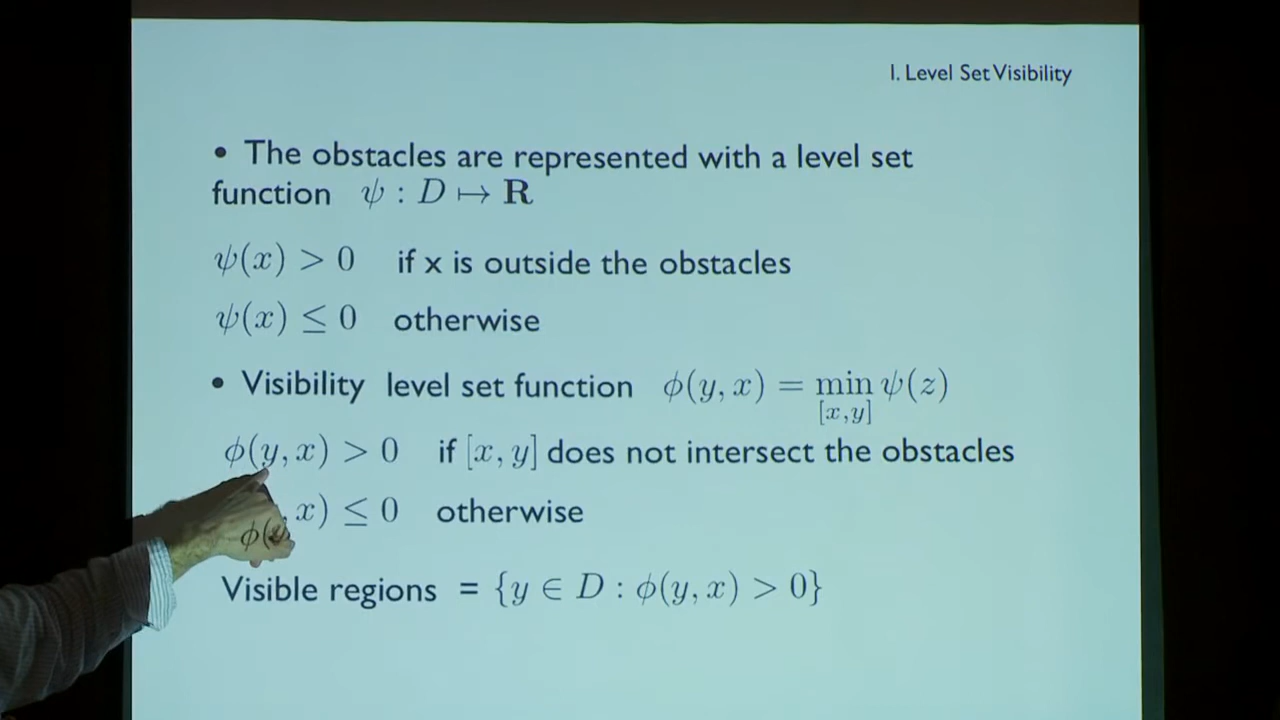 I. Level Set Visibility
• The obstacles are represented with a level set
function ψ : D ↦ R
ψ(x) > 0 if x is outside the obstacles
ψ(x) ≤ 0 otherwise
• Visibility level set function ϕ(y, x) = min ψ(z)
[x,y]
ϕ(y, x) > 0 if [x, y] does not intersect the obstacles
ϕ(y, x) ≤ 0 otherwise
Visible regions = {y ∈ D : ϕ(y, x) > 0}